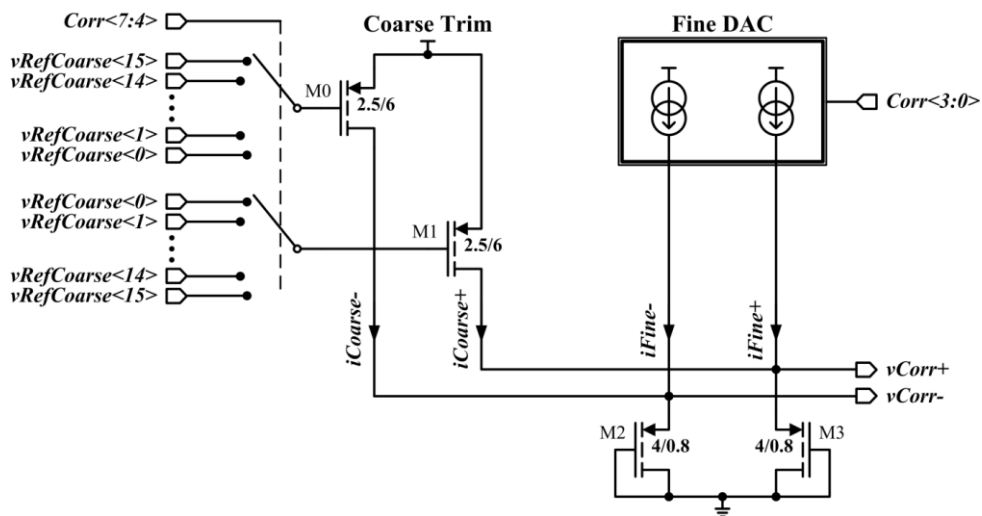 Corr<7:4>
Coarse Trim
Fine DAC
vRefCoarse<15>
vRefCoarse<14>
M0
2.5/6
Corr<3:0>
vRefCoarse<1>
vRefCoarse<0>
vRefCoarse<0>
vRefCoarse<1>
M1
2.5/6
vRefCoarse<14>
vRefCoarse<15>
iCoarse-
iCoarse+
iFine-
iFine+
vCorr+
vCorr-
M2
4/0.8
4/0.8
M3